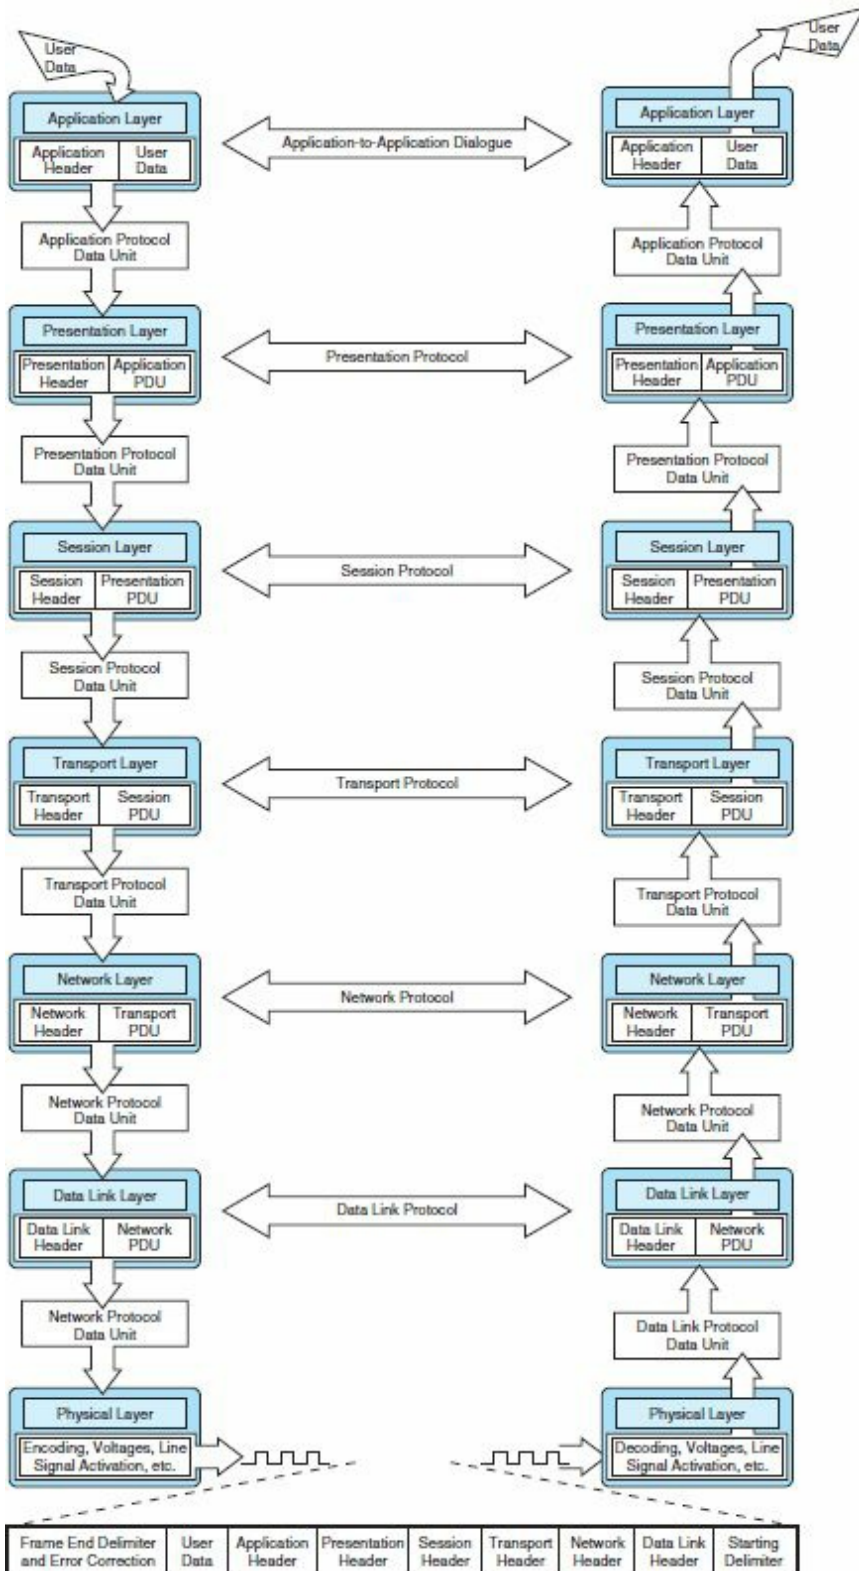 User
Data
Application Layer
Application
Header
User
Data
Application Protocol
Data Unit
Presentation Layer
Presentation
Header
Application
PDU
Presentation Protocol
Data Unit
Session Layer
Session
Header
Presentation
PDU
Session Protocol
Data Unit
Transport Layer
Transport
Header
Session
PDU
Transport Protocol
Data Unit
Network Layer
Network
Header
Transport
PDU
Network Protocol
Data Unit
Data Link Layer
Data Link
Header
Network
PDU
Network Protocol
Data Unit
Physical Layer
Encoding, Voltages, Line
Signal Activation, etc.
Application-to-Application Dialogue
Presentation Protocol
Session Protocol
Transport Protocol
Network Protocol
Data Link Protocol
User
Data
Application Layer
Application
Header
User
Data
Application Protocol
Data Unit
Presentation Layer
Presentation
Header
Application
PDU
Presentation Protocol
Data Unit
Session Layer
Session
Header
Presentation
PDU
Session Protocol
Data Unit
Transport Layer
Transport
Header
Session
PDU
Transport Protocol
Data Unit
Network Layer
Network
Header
Transport
PDU
Network Protocol
Data Unit
Data Link Layer
Data Link
Header
Network
PDU
Data Link Protocol
Data Unit
Physical Layer
Decoding, Voltages, Line
Signal Activation, etc.
Frame End Delimiter
and Error Correction
User
Data
Application
Header
Presentation
Header
Session
Header
Transport
Header
Network
Header
Data Link
Header
Starting
Delimiter